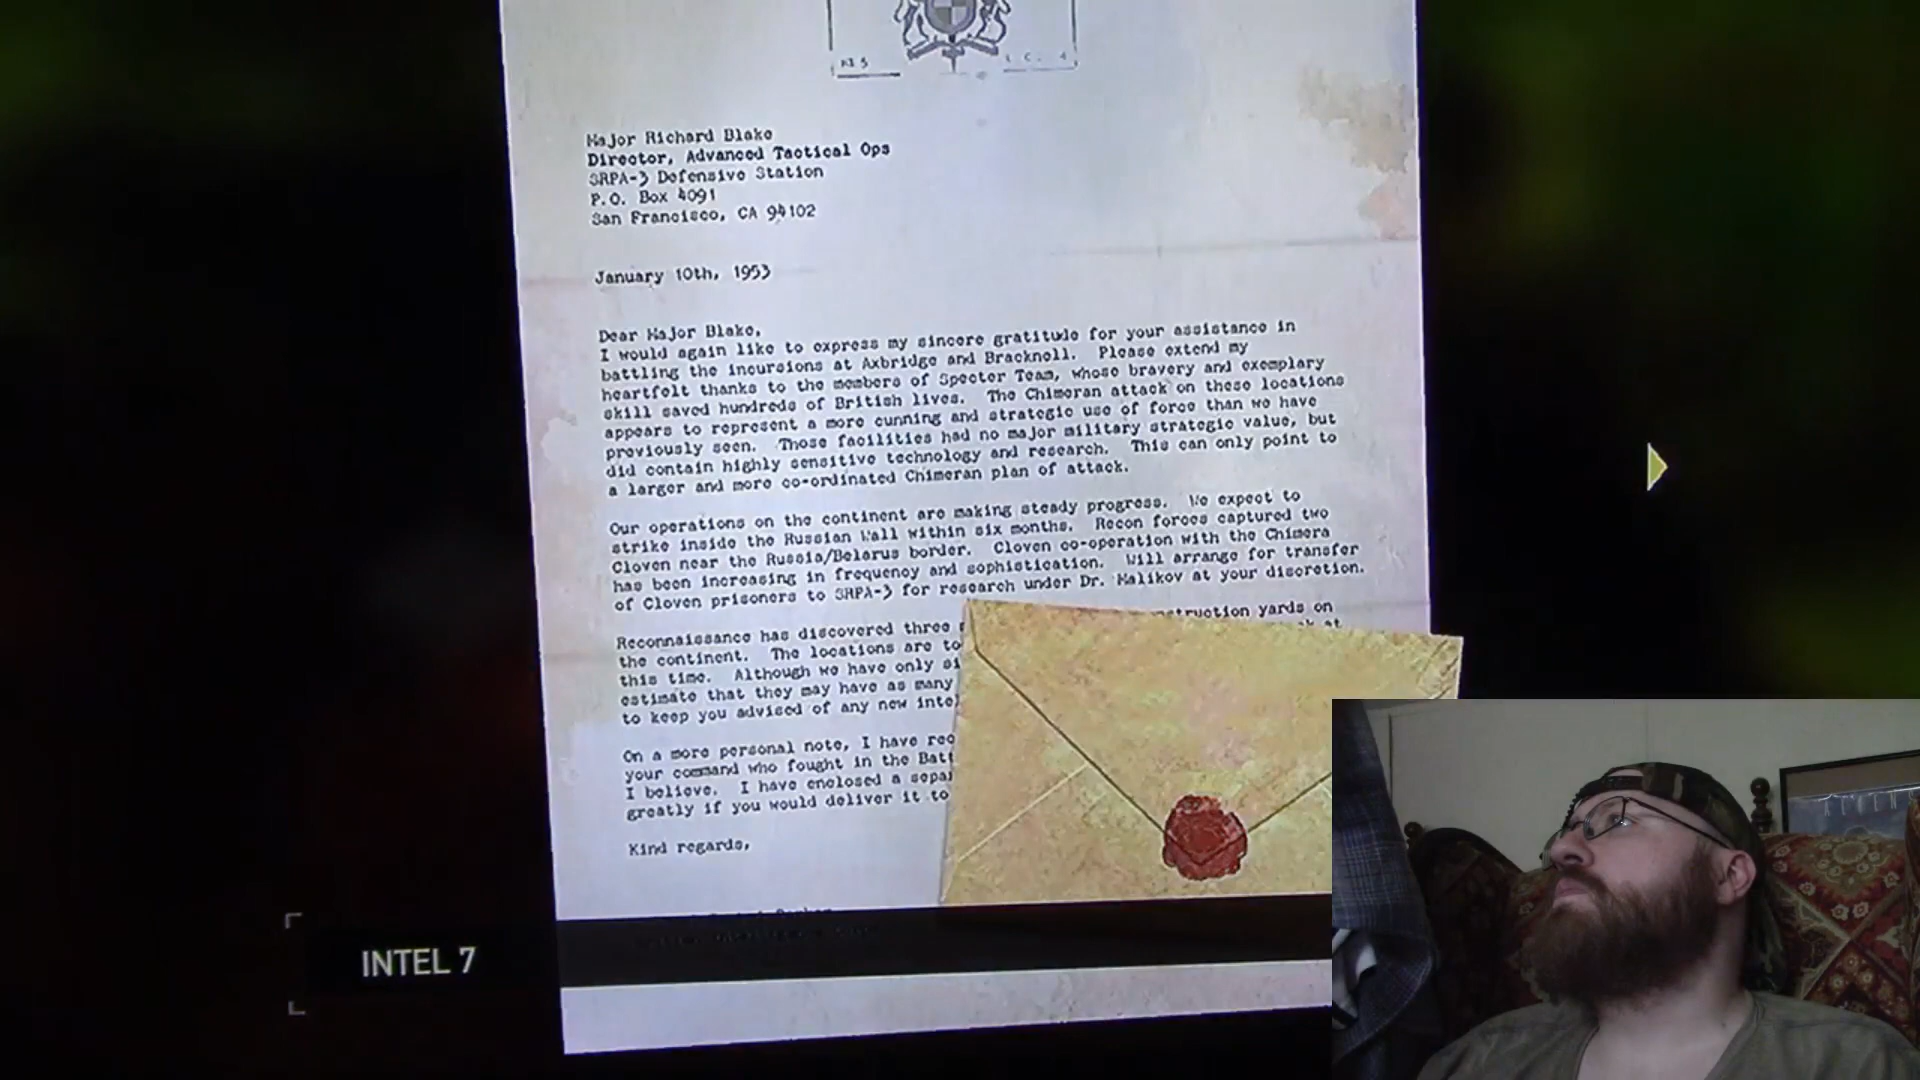 Major Richard Blake
Director, Advanced Tactical Ops
SRPA-3 Defensive Station
P.O. Box 4091
San Francisco, CA 94102
January 10th, 1953
Dear Major Blake,
I would again like to express my sincere gratitude for your assistance in
battling the incursions at Axbridge and Bracknell. Please extend my
heartfelt thanks to the members of Specter Team, whose bravery and exemplary
skill saved hundreds of British lives. The Chimeran attack on these locations
appears to represent a more cunning and strategic use of force than we have
previously seen. Those facilities had no major military strategic value, but
did contain highly sensitive technology and research. This can only point to
a larger and more co-ordinated Chimeran plan of attack.
Our operations on the continent are making steady progress. We expect to
strike inside the Russian Wall within six months. Recon forces captured two
Cloven near the Russia/Belarus border. Cloven co-operation with the Chimera
has been increasing in frequency and sophistication. Will arrange for transfer
of Cloven prisoners to SRPA-3 for research under Dr. Malikov at your discretion.
Reconnaissance has discovered three struction yards on
the continent. The locations are to at
this time. Although we have only si
estimate that they may have as many
to keep you advised of any new intel
On a more personal note, I have rec
your command who fought in the Batt
I believe. I have enclosed a separ
greatly if you would deliver it to
Kind regards,
INTEL 7